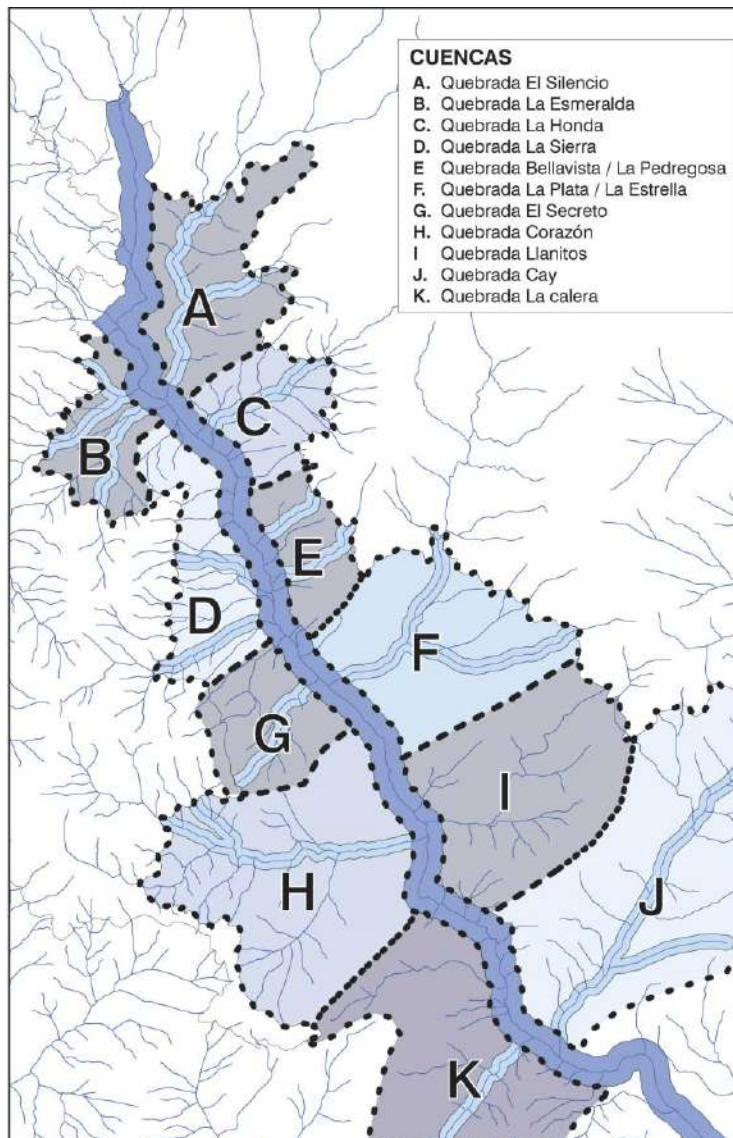 CUENCAS
A. Quebrada El Silencio
B. Quebrada La Esmeralda
C. Quebrada La Honda
D. Quebrada La Sierra
E Quebrada Bellavista / La Pedregosa
F. Quebrada La Plata / La Estrella
G. Quebrada El Secreto
H. Quebrada Corazón
I Quebrada Llanitos
J. Quebrada Cay
K. Quebrada La calera
A
C
B
E
D
F
G
I
H
J
K